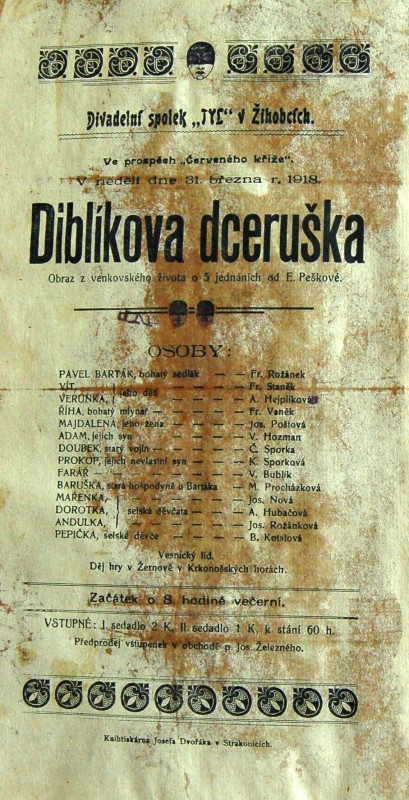 Divadelní spolek „TYL“ v Žihobcích.
Ve prospěch „Červeného kříže“.
V neděli dne 31. března r. 1918.
Diblíkova dceruška
Obraz z venkovského života o 5 jednáních od E. Peškové.
OSOBY:
PAVEL BARTÁK, bohatý sedlák — — — Fr. Rožánek
VÍT, — — — Fr. Staněk
jeho děti
VERUNKA, — — — A. Hejplíková
ŘÍHA, bohatý mlynář — — — Fr. Vaněk
MAJDALENA, jeho žena — — — Jos. Poštová
ADAM, jejich syn — — — V. Hozman
DOUBEK, starý vojín — — — Č. Sporka
PROKOP, jejich nevlastní syn — — K. Sporková
FARÁŘ — — — — — — V. Bublík
BARUŠKA, stará hospodyně u Bartáka — M. Procházková
MAŘENKA, — — — Jos. Nová
DOROTKA, selské děvčata — — — A. Hubačová
ANDULKA, — — — Jos. Rožánková
PEPIČKA, selské děvče — — — B. Kotalová
Vesnický lid.
Děj hry v Žernově v Krkonošských horách.
Začátek o 8. hodině večerní.
VSTUPNÉ: I. sedadlo 2 K, II. sedadlo 1 K, k stání 60 h.
Předprodej vstupenek v obchodě p. Jos. Železného.
Knihtiskárna Josefa Dvořáka v Strakonicích.